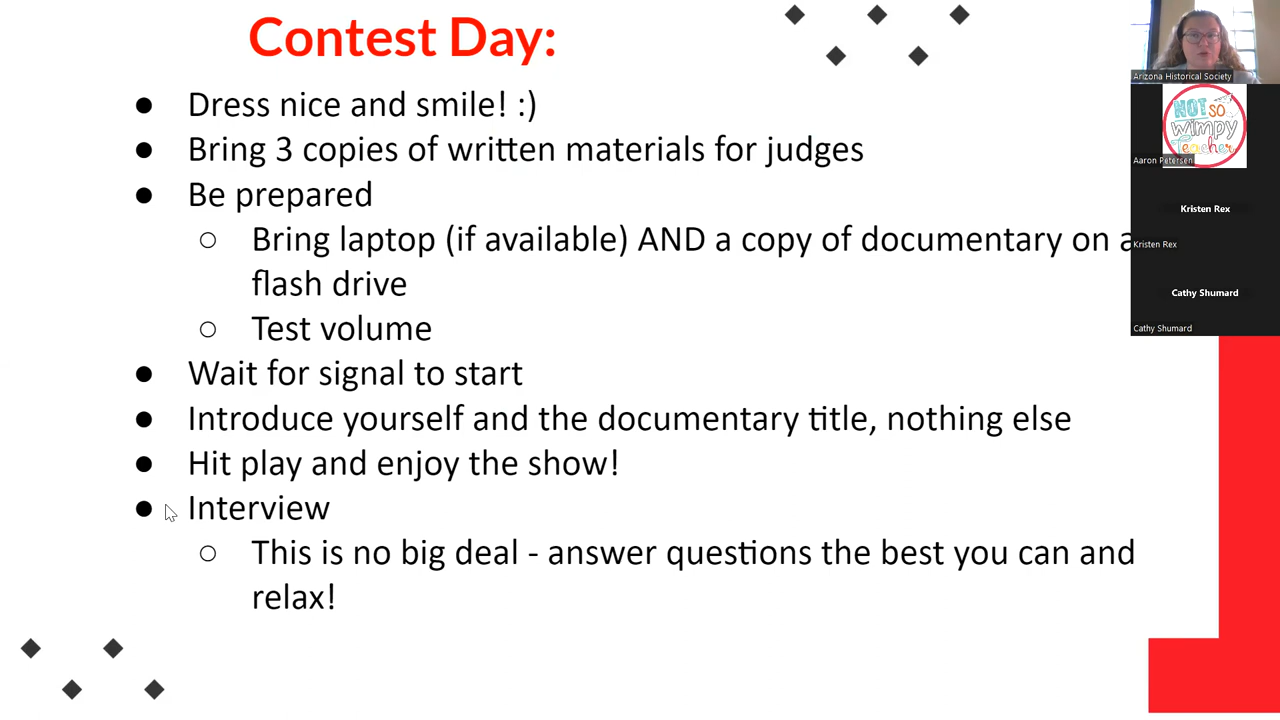 Contest Day:
● Dress nice and smile! :)
● Bring 3 copies of written materials for judges
● Be prepared
○ Bring laptop (if available) AND a copy of documentary on a
flash drive
○ Test volume
● Wait for signal to start
● Introduce yourself and the documentary title, nothing else
● Hit play and enjoy the show!
● Interview
○ This is no big deal - answer questions the best you can and
relax!
Arizona Historical Society
NOT so
wimpy
Teacher
Aaron Petersen
Kristen Rex
Kristen Rex
Cathy Shumard
Cathy Shumard